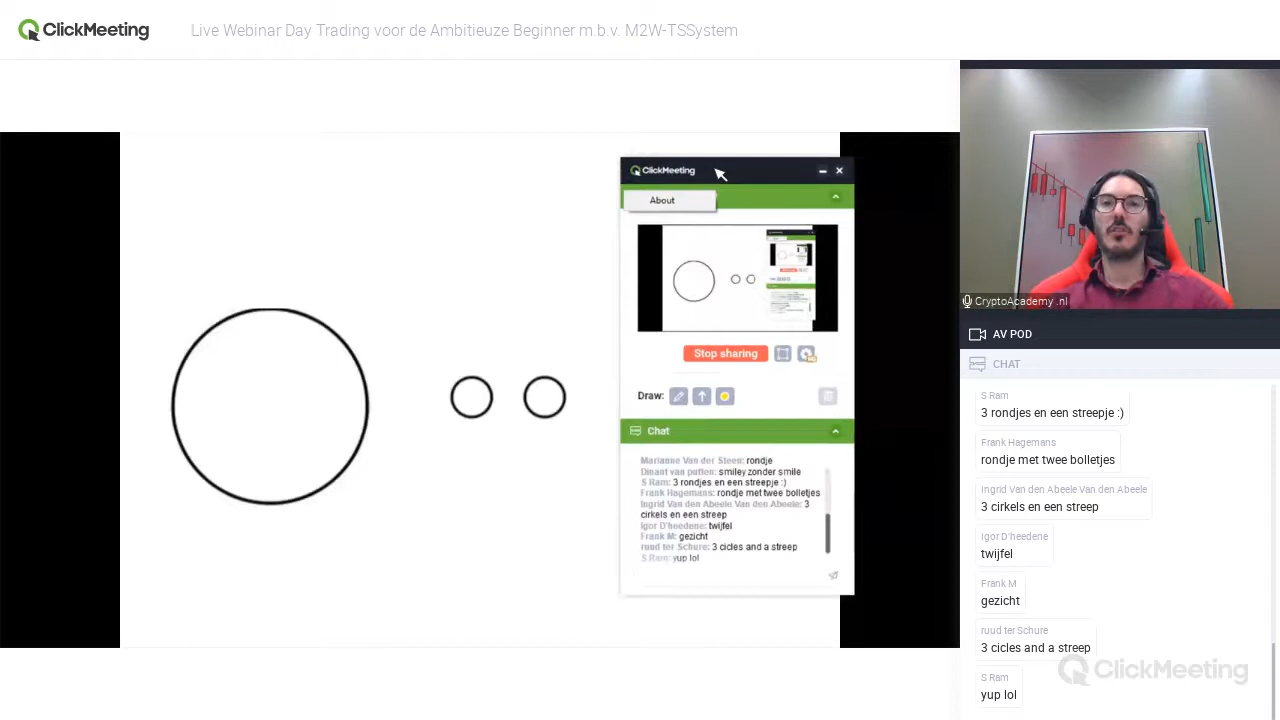 ClickMeeting
Live Webinar Day Trading voor de Ambitieuze Beginner m.b.v. M2W-TSSystem
ClickMeeting
About
Stop sharing
Draw:
Chat
Marianne Van der Steen: rondje
Dinant van putten: smiley zonder smile
S Ram: 3 rondjes en een streepje :)
Frank Hagemans: rondje met twee bolletjes
Ingrid Van den Abeele Van den Abeele: 3
cirkels en een streep
Igor D'heedene: twijfel
Frank M: gezicht
ruud ter Schure: 3 cicles and a streep
S Ram: yup lol
CryptoAcademy .nl
AV POD
CHAT
S Ram
3 rondjes en een streepje :)
Frank Hagemans
rondje met twee bolletjes
Ingrid Van den Abeele Van den Abeele
3 cirkels en een streep
Igor D'heedene
twijfel
Frank M
gezicht
ruud ter Schure
3 cicles and a streep
S Ram
yup lol
ClickMeeting